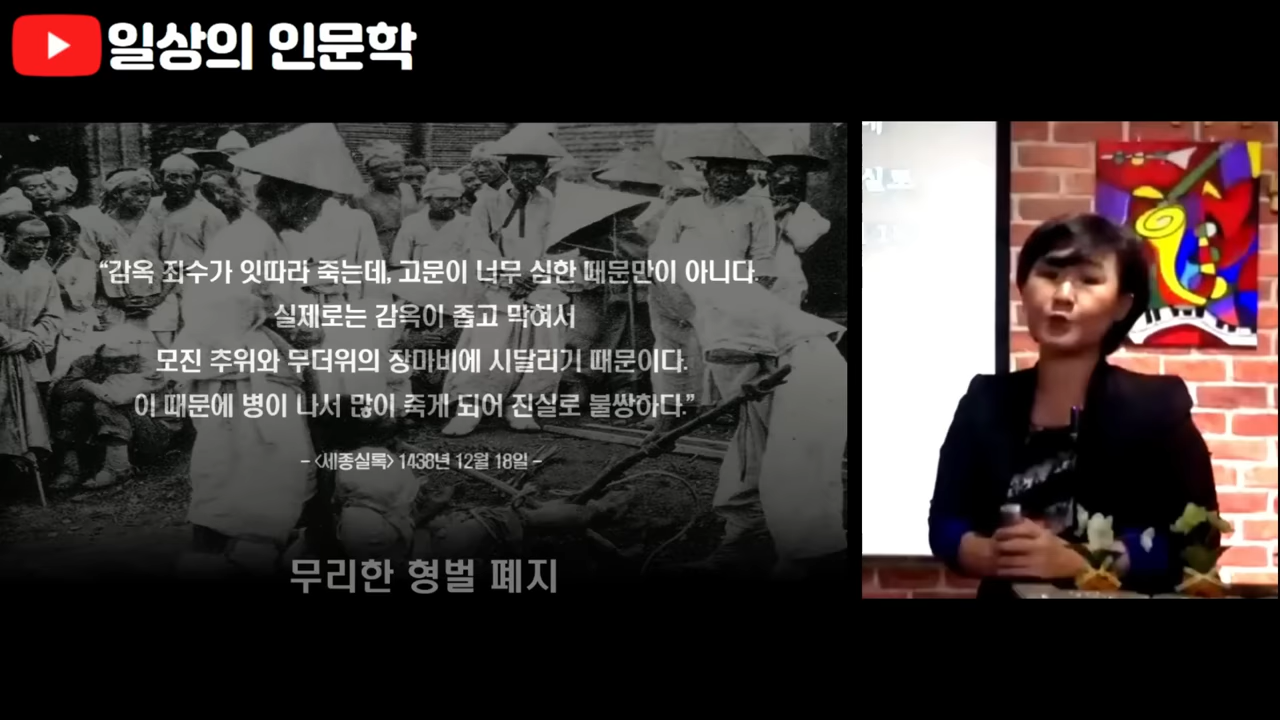 일상의 인문학
“감옥 죄수가 잇따라 죽는데, 고문이 너무 심한 때문만이 아니다.
실제로는 감옥이 좁고 막혀서
모진 추위와 무더위의 장마비에 시달리기 때문이다.
이 때문에 병이 나서 많이 죽게 되어 진실로 불쌍하다.”
– <세종실록> 1438년 12월 18일 –
무리한 형벌 폐지